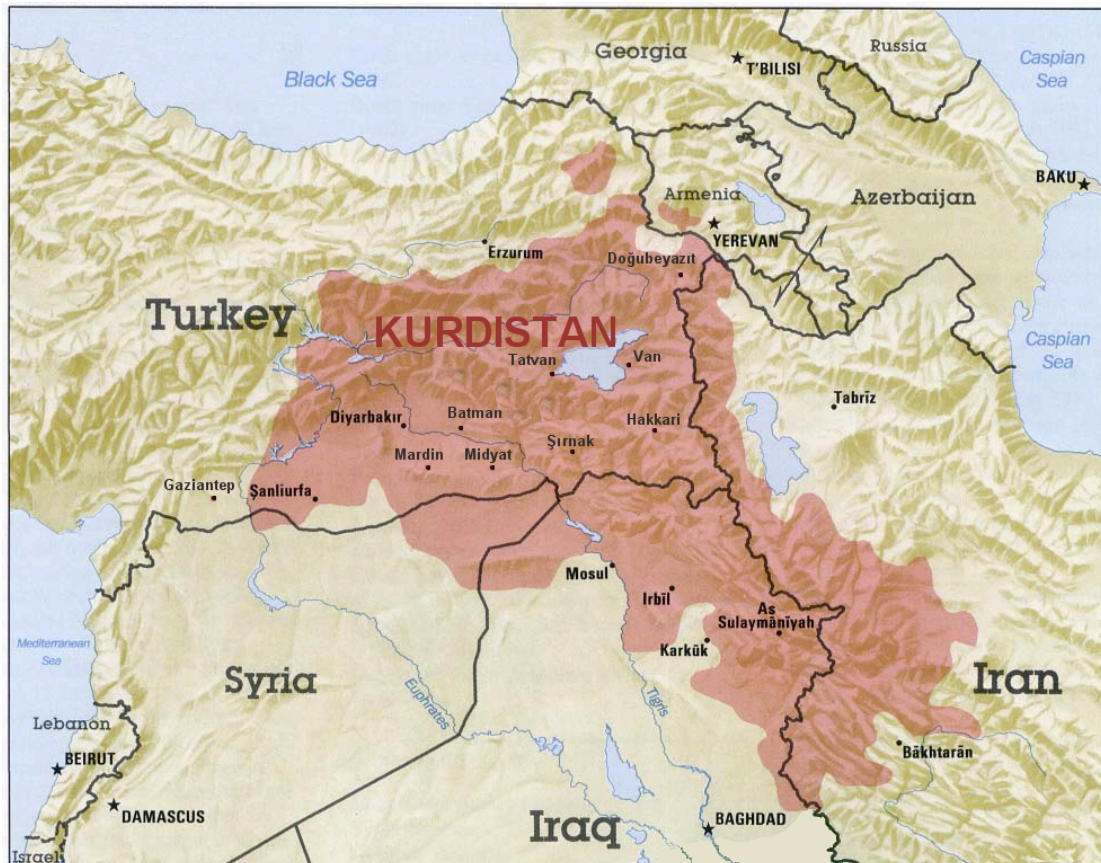 Georgia
Russia
Caspian
Sea
Black Sea
T'BILISI
BAKU
Armenia
Azerbaijan
YEREVAN
Erzurum
Doğubeyazıt
Turkey
KURDISTAN
Caspian
Sea
Tatvan
Van
Tabrīz
Diyarbakır
Batman
Hakkari
Mardin
Midyat
Şırnak
Gaziantep
Şanliurfa
Mosul
Irbīl
As
Sulaymānīyah
Karkūk
Mediterranean
Sea
Syria
Euphrates
Tigris
Iran
Lebanon
BEIRUT
Bākhtarān
DAMASCUS
Iraq
BAGHDAD
Israel